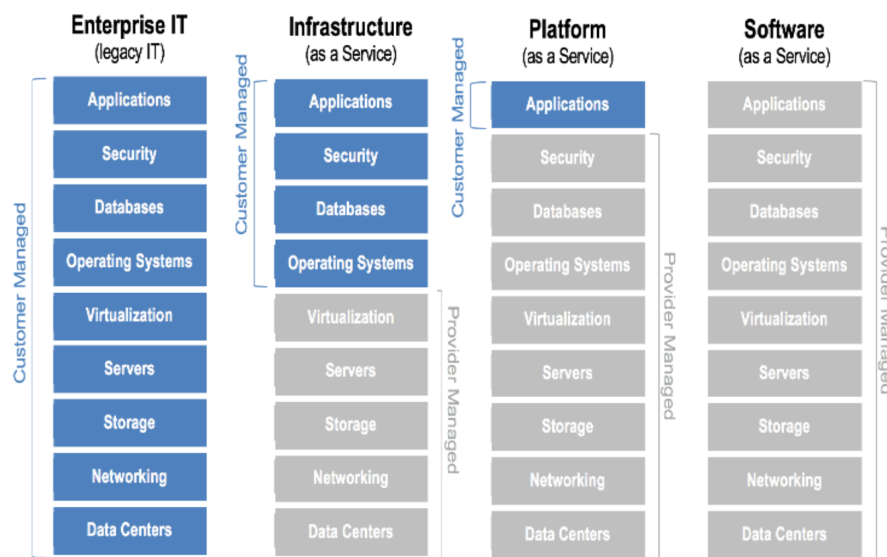 Enterprise IT
(legacy IT)
Customer Managed
Applications
Security
Databases
Operating Systems
Virtualization
Servers
Storage
Networking
Data Centers
Infrastructure
(as a Service)
Customer Managed
Applications
Security
Databases
Operating Systems
Virtualization
Servers
Storage
Networking
Data Centers
Provider Managed
Platform
(as a Service)
Customer Managed
Applications
Security
Databases
Operating Systems
Virtualization
Servers
Storage
Networking
Data Centers
Provider Managed
Software
(as a Service)
Applications
Security
Databases
Operating Systems
Virtualization
Servers
Storage
Networking
Data Centers
Provider Managed